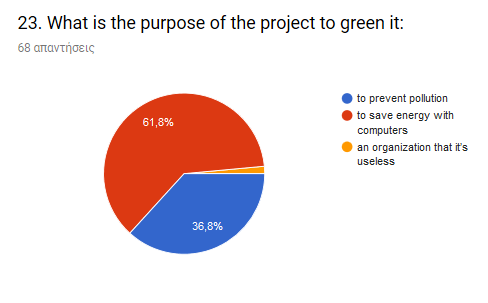 23. What is the purpose of the project to green it:
68 απαντήσεις
61,8%
36,8%
to prevent pollution
to save energy with
computers
an organization that it's
useless